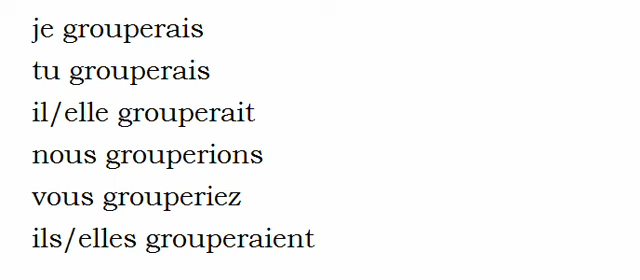 je grouperais
tu grouperais
il/elle grouperait
nous grouperions
vous grouperiez
ils/elles grouperaient